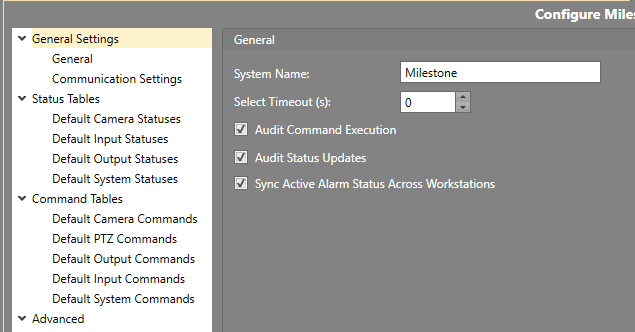 Configure Miles
General Settings
General
Communication Settings
Status Tables
Default Camera Statuses
Default Input Statuses
Default Output Statuses
Default System Statuses
Command Tables
Default Camera Commands
Default PTZ Commands
Default Output Commands
Default Input Commands
Default System Commands
Advanced
General
System Name: Milestone
Select Timeout (s): 0
Audit Command Execution
Audit Status Updates
Sync Active Alarm Status Across Workstations